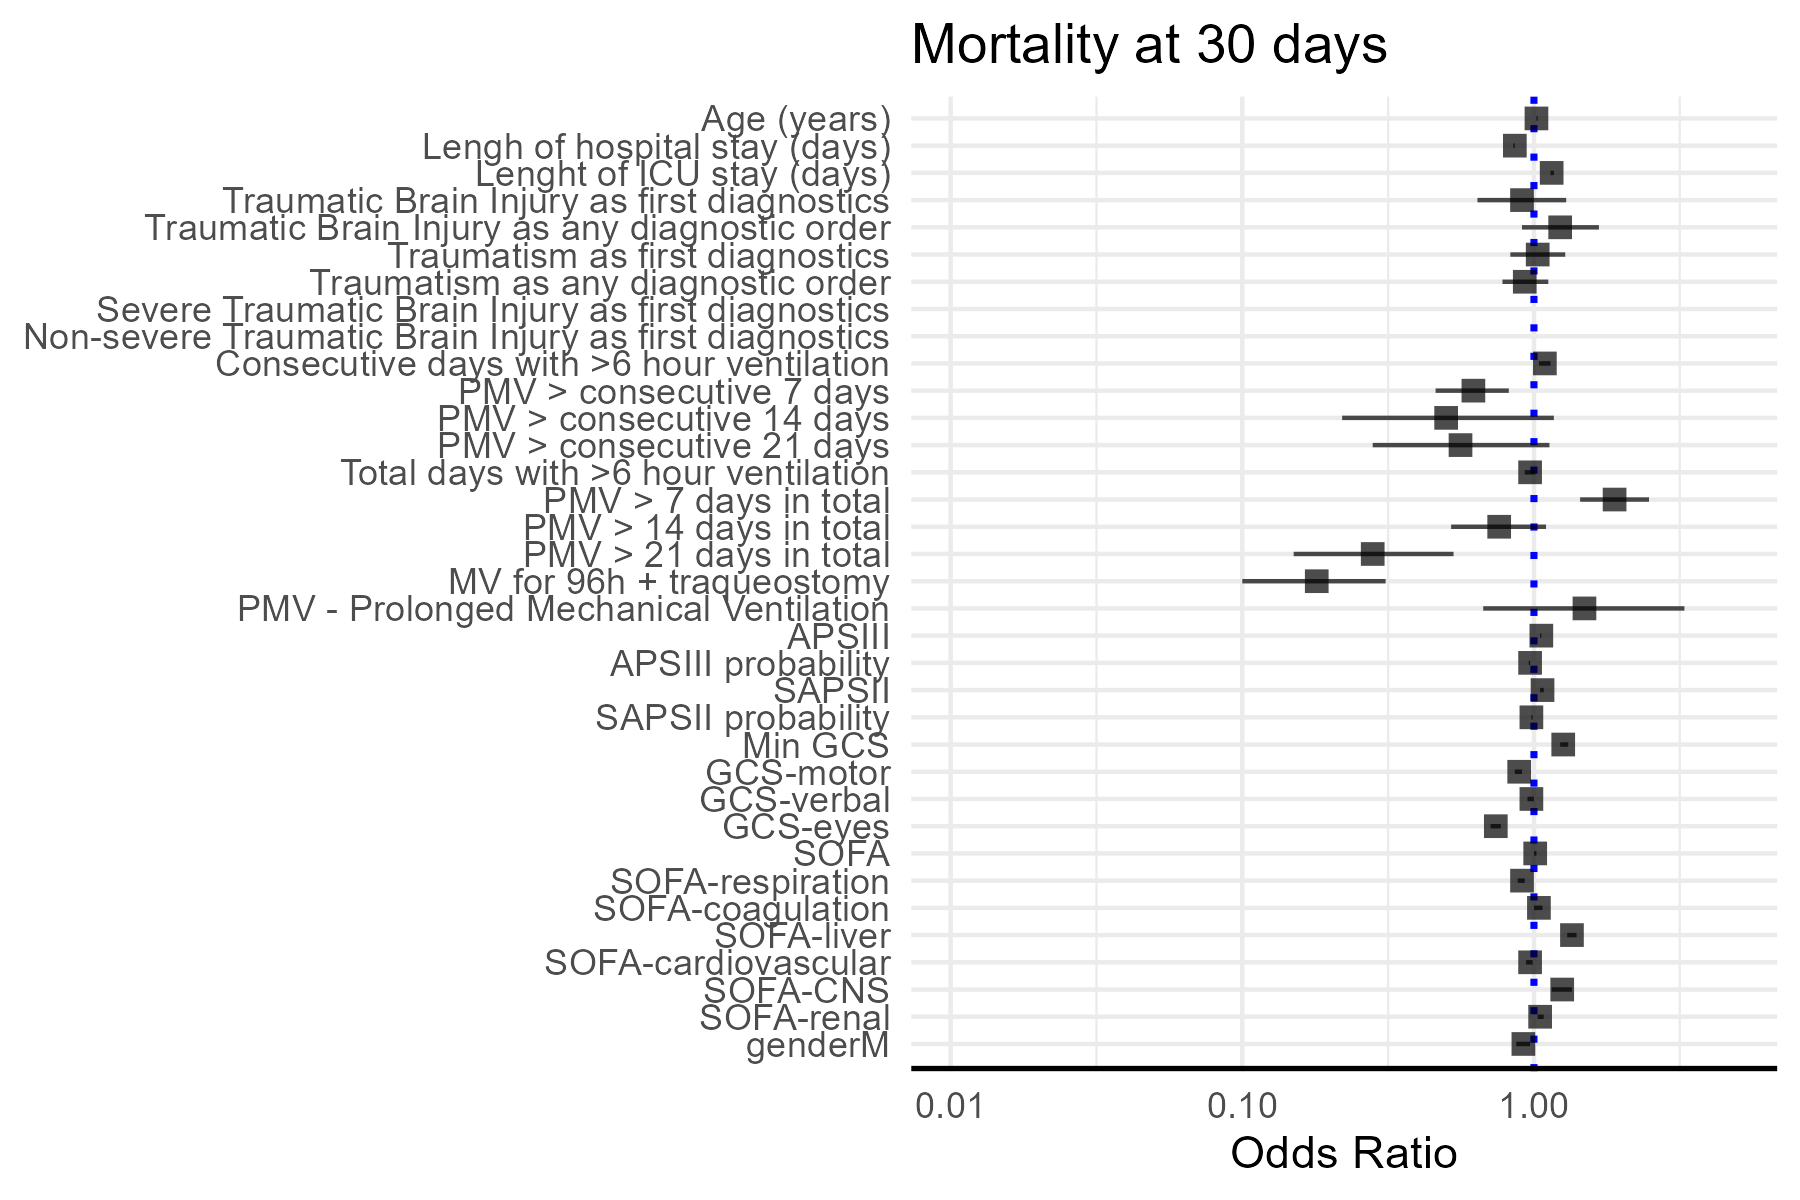 Mortality at 30 days
Age (years)
Lengh of hospital stay (days)
Lenght of ICU stay (days)
Traumatic Brain Injury as first diagnostics
Traumatic Brain Injury as any diagnostic order
Traumatism as first diagnostics
Traumatism as any diagnostic order
Severe Traumatic Brain Injury as first diagnostics
Non-severe Traumatic Brain Injury as first diagnostics
Consecutive days with >6 hour ventilation
PMV > consecutive 7 days
PMV > consecutive 14 days
PMV > consecutive 21 days
Total days with >6 hour ventilation
PMV > 7 days in total
PMV > 14 days in total
PMV > 21 days in total
MV for 96h + traqueostomy
PMV - Prolonged Mechanical Ventilation
APSIII
APSIII probability
SAPSII
SAPSII probability
Min GCS
GCS-motor
GCS-verbal
GCS-eyes
SOFA
SOFA-respiration
SOFA-coagulation
SOFA-liver
SOFA-cardiovascular
SOFA-CNS
SOFA-renal
genderM
0.01 0.10 1.00
Odds Ratio